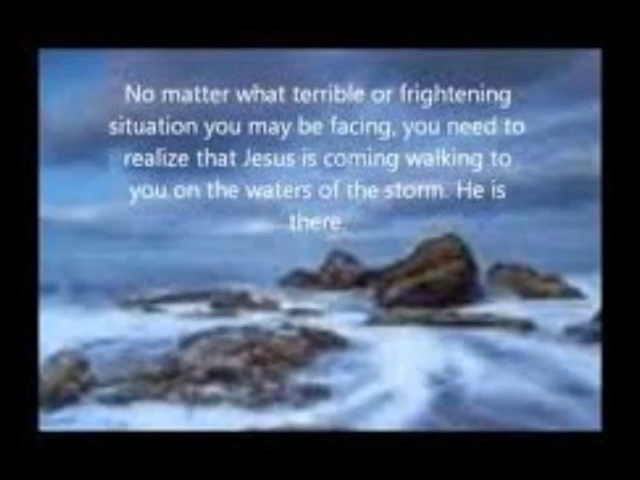 No matter what terrible or frightening
situation you may be facing, you need to
realize that Jesus is coming walking to
you on the waters of the storm. He is
there.